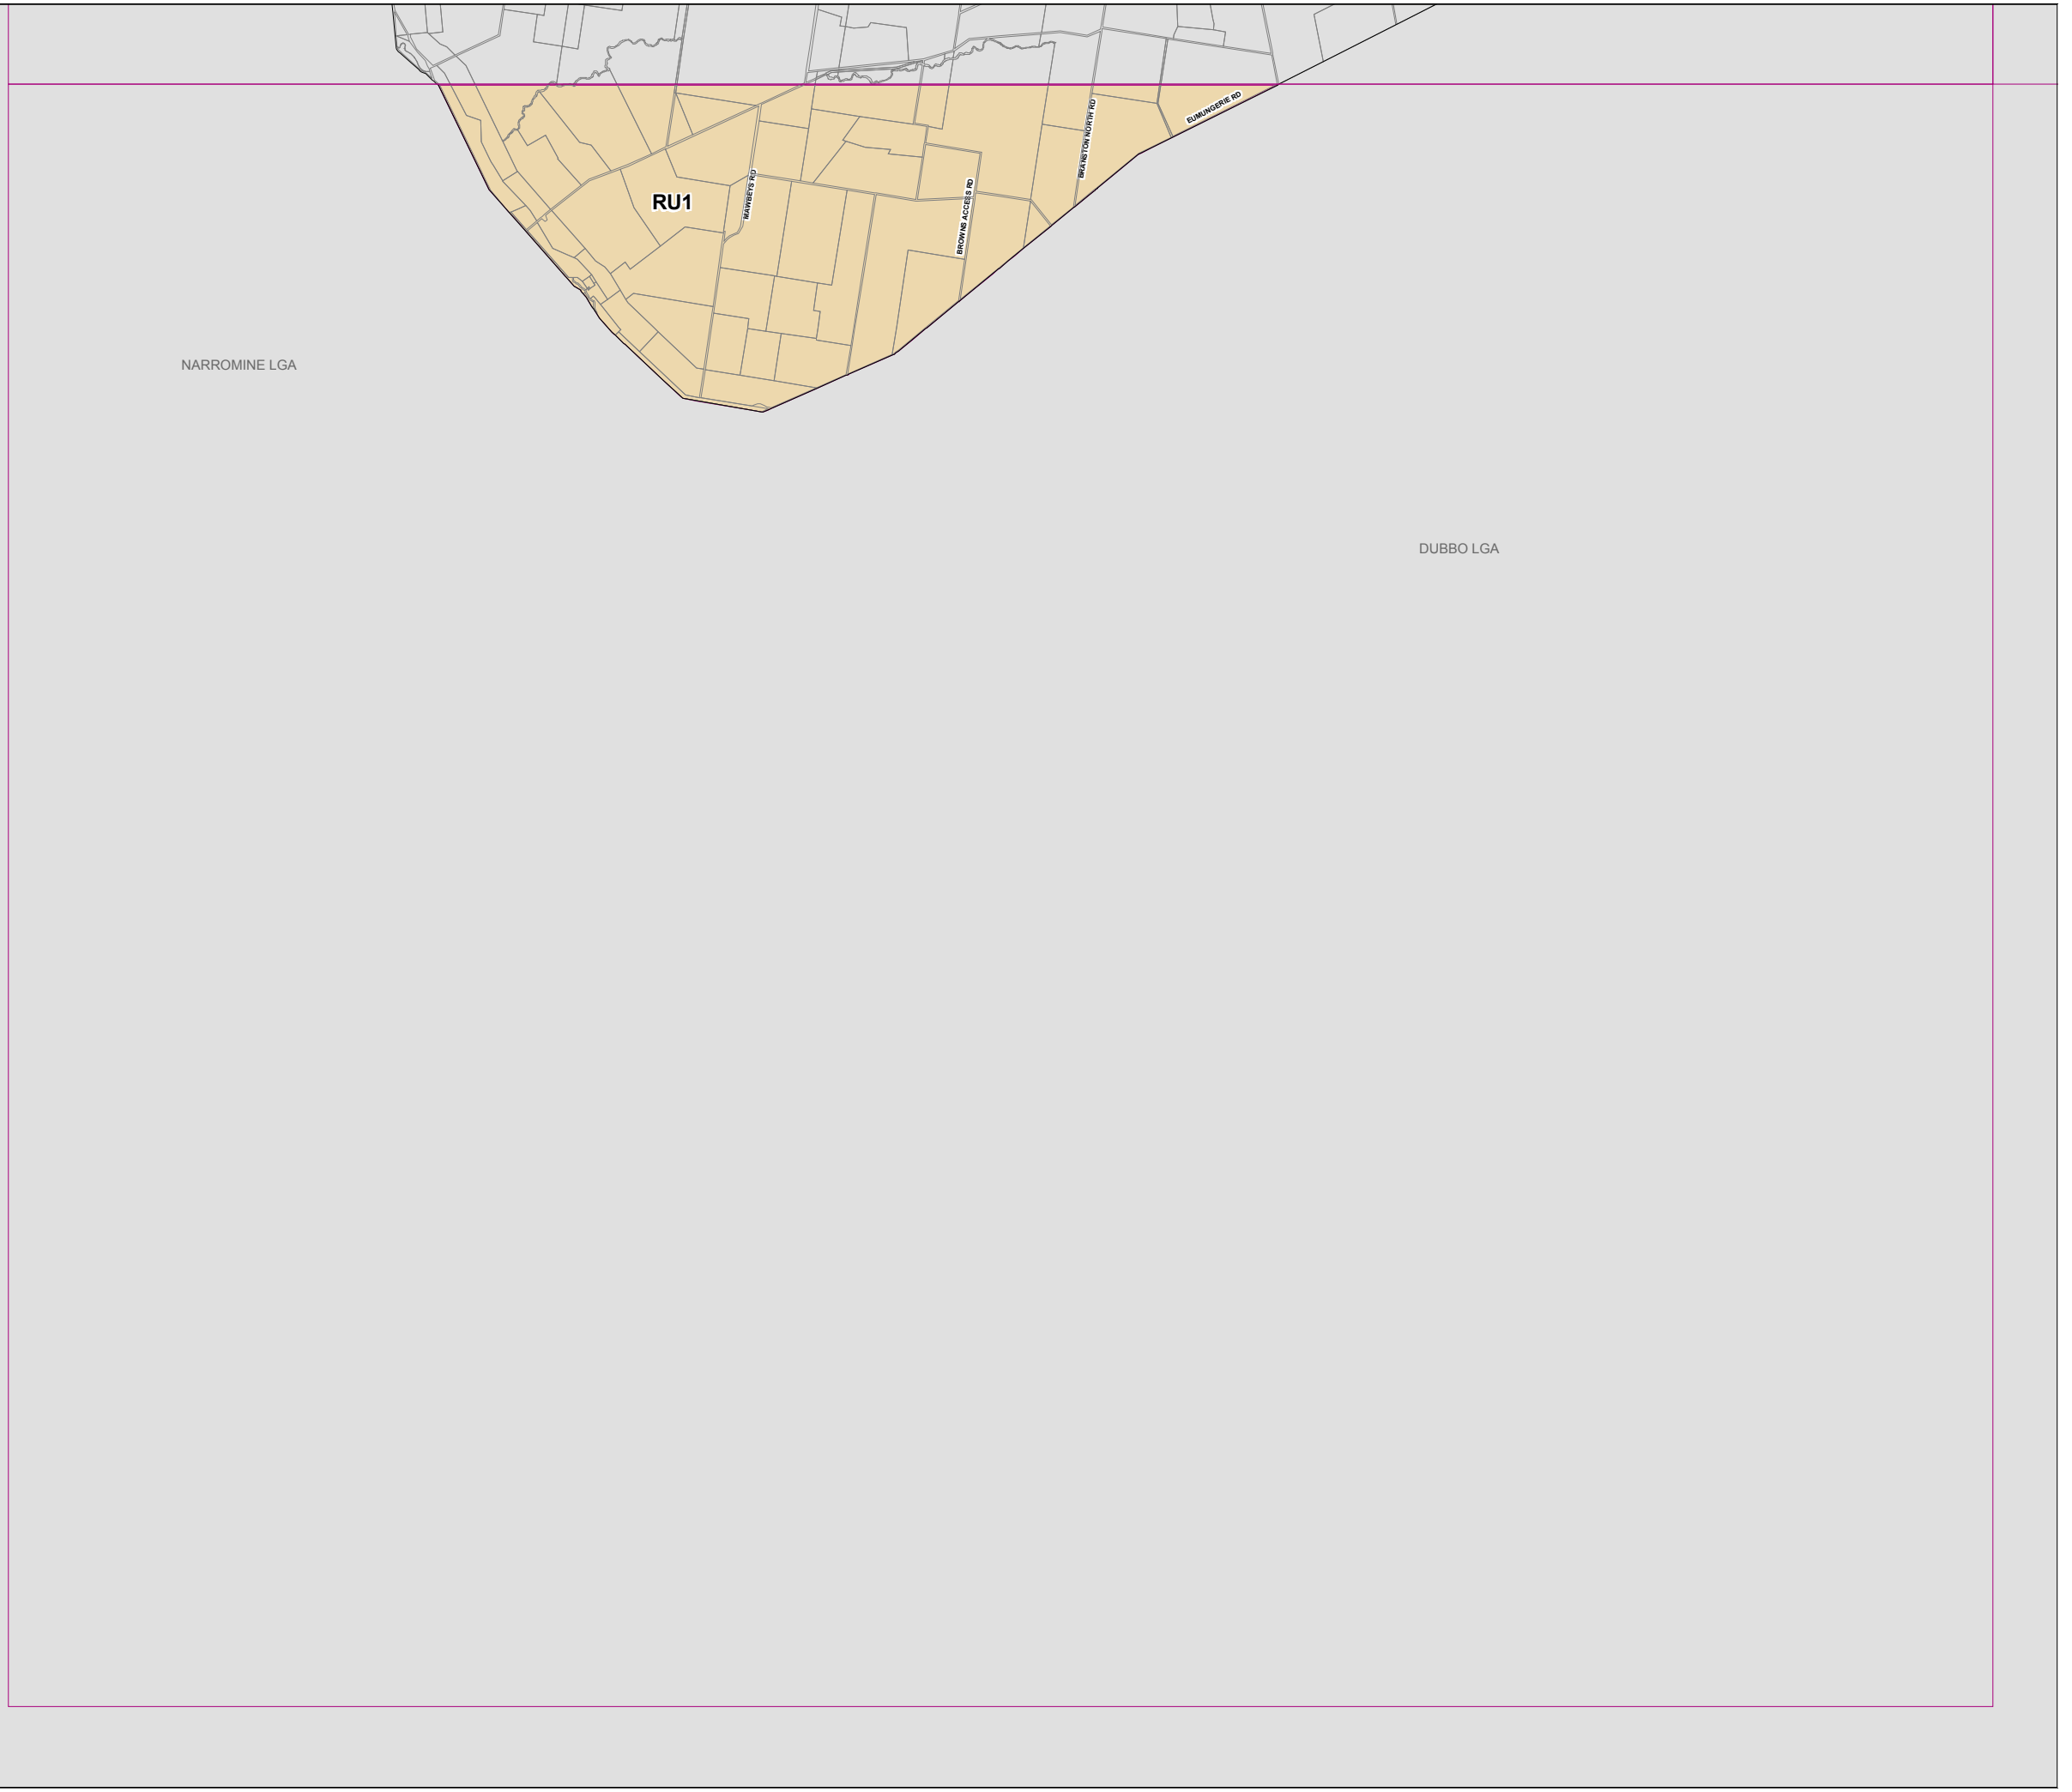 EUMUNGERIE RD
BRANSTON NORTH RD
MAWBEYS RD
RU1
BROWNS ACCESS RD
NARROMINE LGA
DUBBO LGA